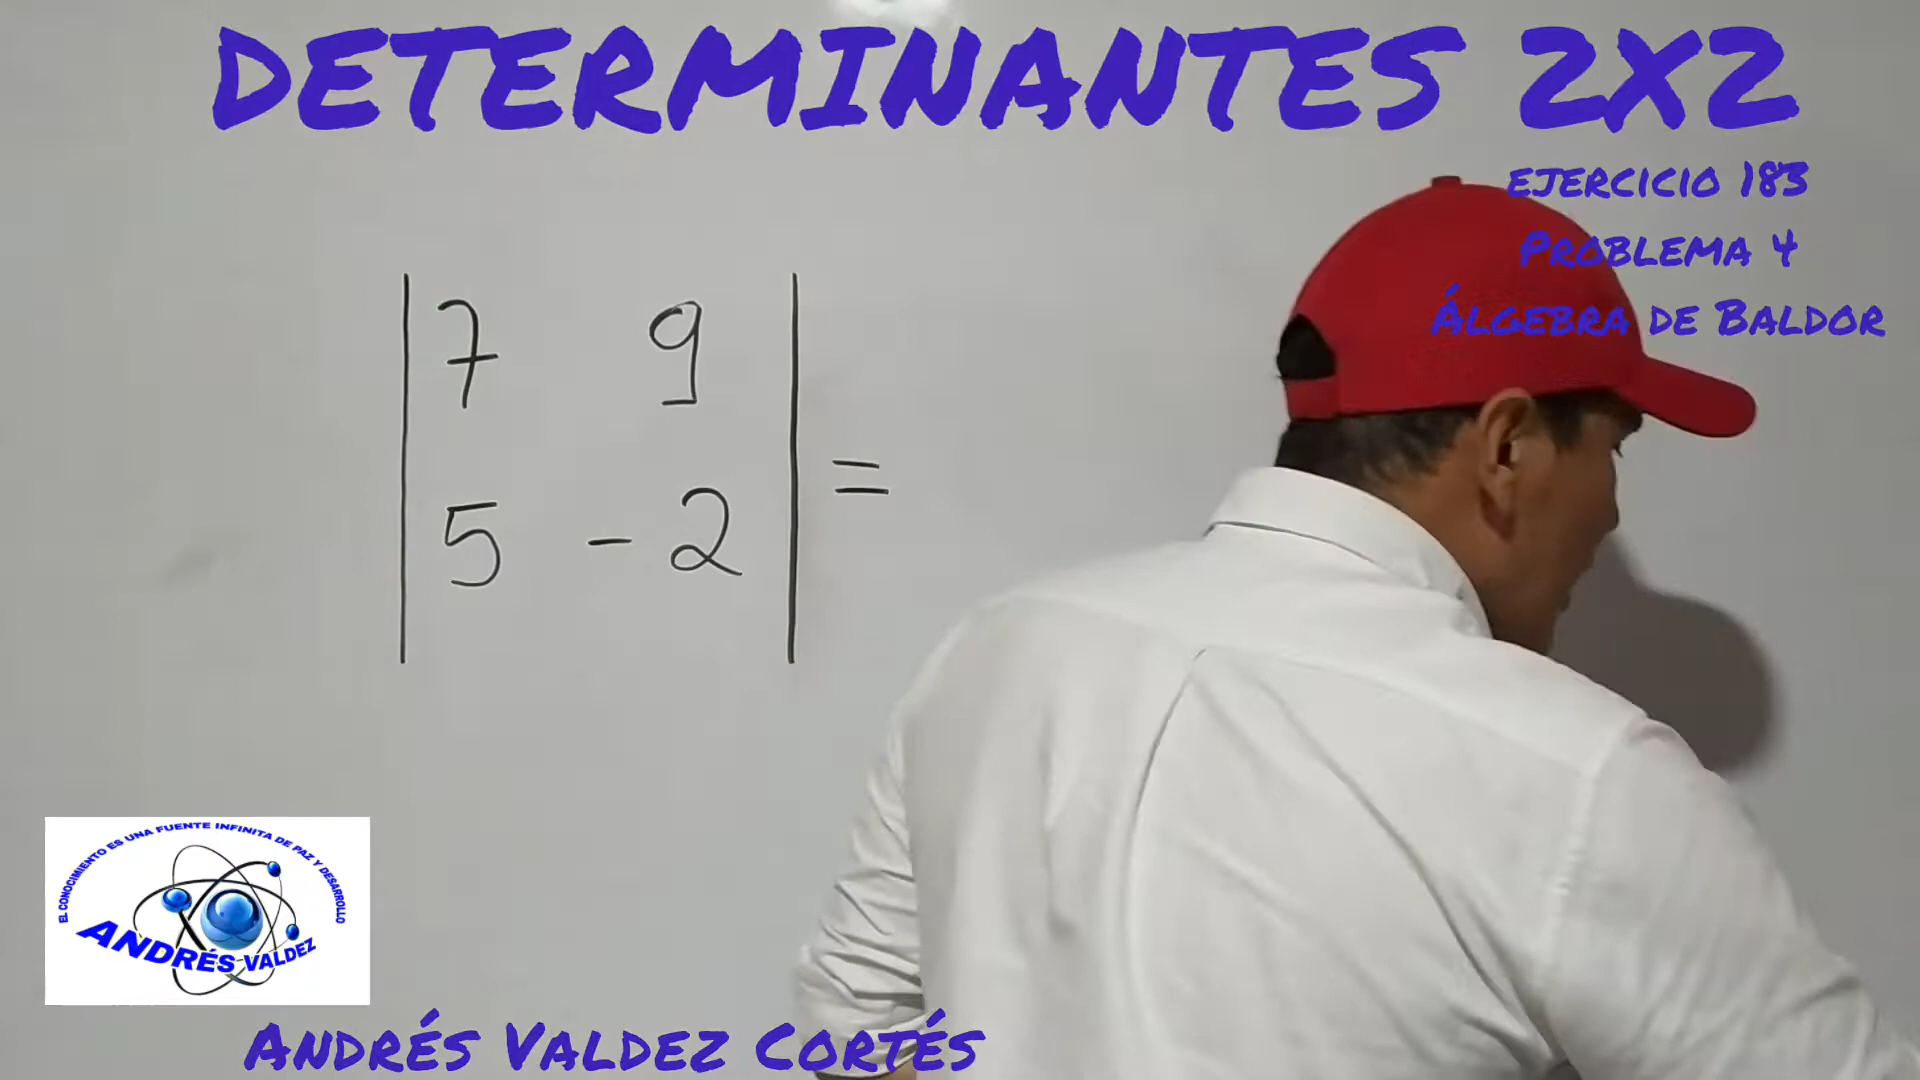 DETERMINANTES 2X2
EJERCICIO 183
PROBLEMA 4
ÁLGEBRA DE BALDOR
7 9
5 -2
=
EL CONOCIMIENTO ES UNA FUENTE INFINITA DE PAZ Y DESARROLLO
ANDRÉS VALDEZ
ANDRÉS VALDEZ CORTÉS